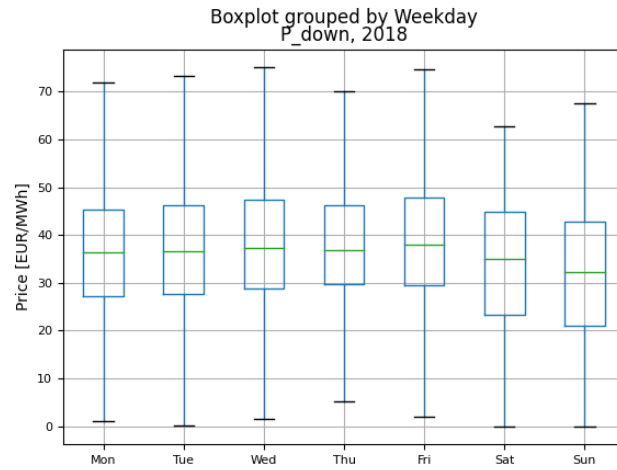 Boxplot grouped by Weekday
P_down, 2018
Price [EUR/MWh]
70
60
50
40
30
20
10
0
Mon Tue Wed Thu Fri Sat Sun